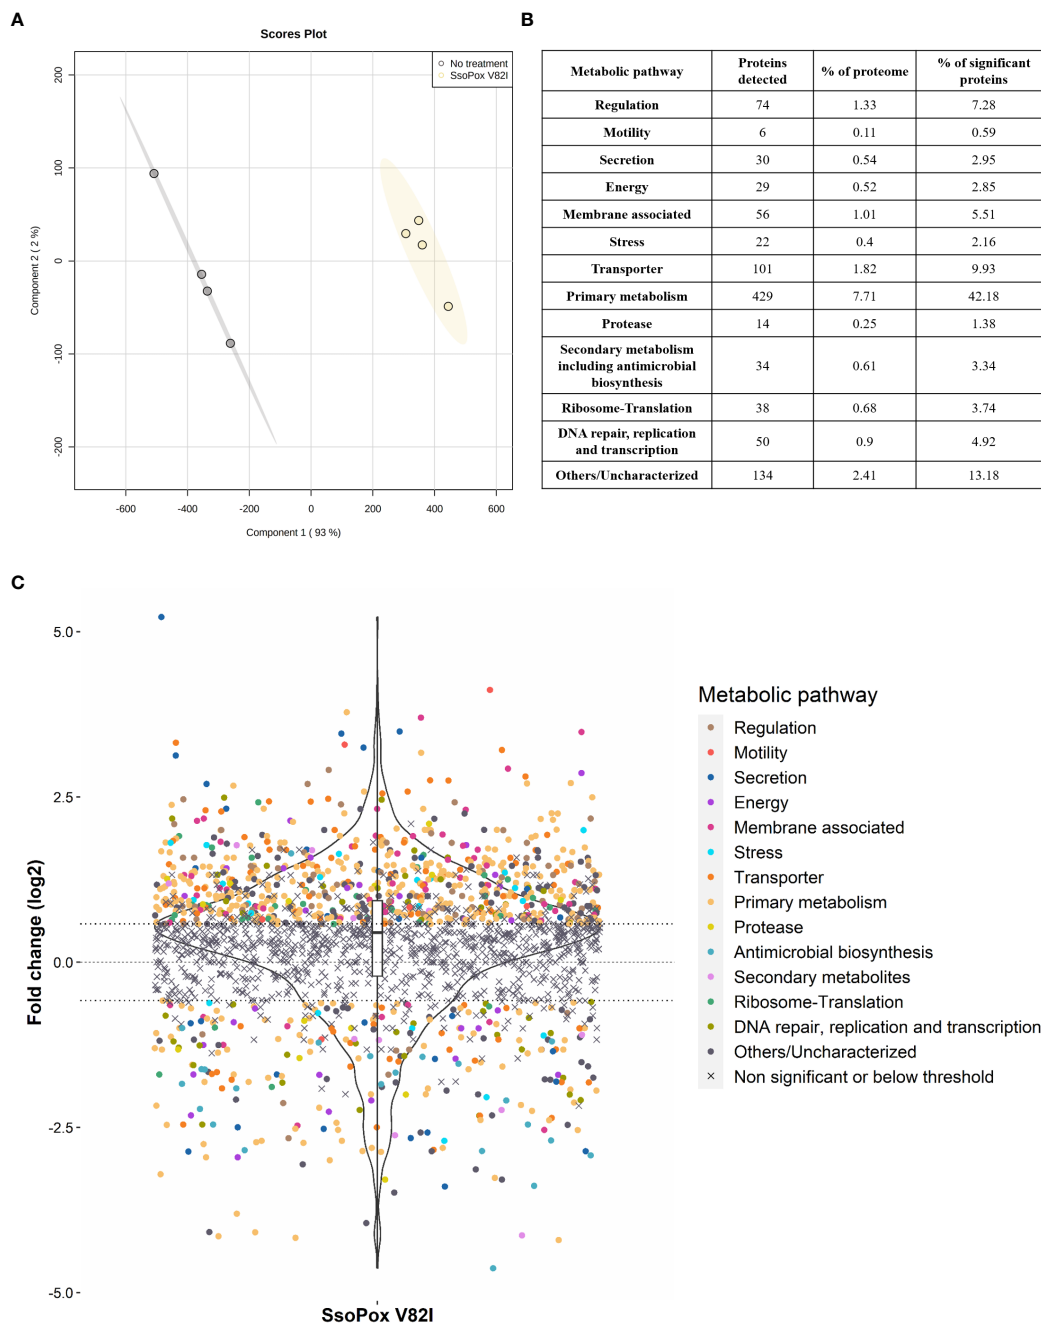 A
B
Scores Plot
No treatment
SsoPox V82I
200
100
0
-100
-200
Component 2 ( 2 %)
-600
-400
-200
0
200
400
600
Component 1 ( 93 %)
Metabolic pathway	Proteins detected	% of proteome	% of significant proteins
Regulation	74	1.33	7.28
Motility	6	0.11	0.59
Secretion	30	0.54	2.95
Energy	29	0.52	2.85
Membrane associated	56	1.01	5.51
Stress	22	0.4	2.16
Transporter	101	1.82	9.93
Primary metabolism	429	7.71	42.18
Protease	14	0.25	1.38
Secondary metabolism including antimicrobial biosynthesis	34	0.61	3.34
Ribosome-Translation	38	0.68	3.74
DNA repair, replication and transcription	50	0.9	4.92
Others/Uncharacterized	134	2.41	13.18
C
5.0
2.5
0.0
-2.5
-5.0
Fold change (log2)
SsoPox V82I
Metabolic pathway
Regulation
Motility
Secretion
Energy
Membrane associated
Stress
Transporter
Primary metabolism
Protease
Antimicrobial biosynthesis
Secondary metabolites
Ribosome-Translation
DNA repair, replication and transcription
Others/Uncharacterized
Non significant or below threshold